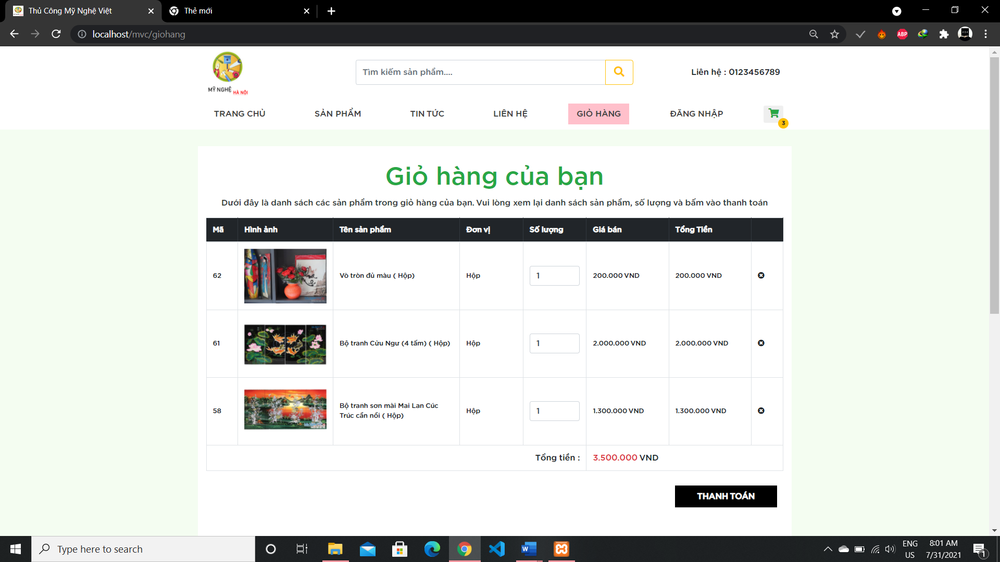 Thủ Công Mỹ Nghệ Việt
Thẻ mới
localhost/mvc/giohang
ABP
MỸ NGHỆ HÀ NỘI
Tìm kiếm sản phẩm....
Liên hệ : 0123456789
TRANG CHỦ
SẢN PHẨM
TIN TỨC
LIÊN HỆ
GIỎ HÀNG
ĐĂNG NHẬP
3
Giỏ hàng của bạn
Dưới đây là danh sách các sản phẩm trong giỏ hàng của bạn. Vui lòng xem lại danh sách sản phẩm, số lượng và bấm vào thanh toán
Mã Hình ảnh Tên sản phẩm Đơn vị Số lượng Giá bán Tổng Tiền
62 Vò tròn đủ màu ( Hộp) Hộp 1 200.000 VND 200.000 VND
61 Bộ tranh Cửu Ngư (4 tấm) ( Hộp) Hộp 1 2.000.000 VND 2.000.000 VND
58 Bộ tranh sơn mài Mai Lan Cúc
Trúc cẩn nổi ( Hộp) Hộp 1 1.300.000 VND 1.300.000 VND
Tổng tiền : 3.500.000 VND
THANH TOÁN
Type here to search
ENG
US
8:01 AM
7/31/2021
1